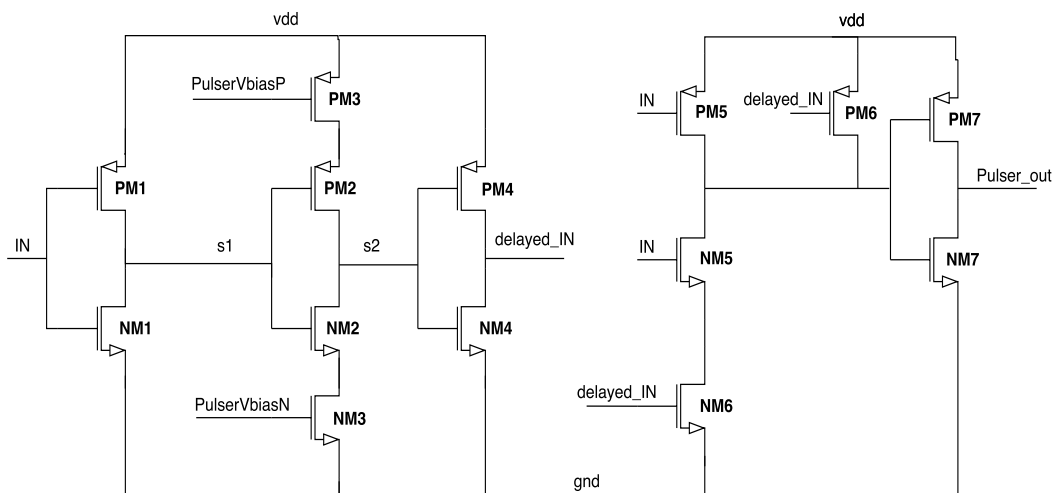 vdd
PulserVbiasP
PM3
PM1
PM2
PM4
IN
s1
s2
delayed_IN
NM1
NM2
NM4
PulserVbiasN
NM3
vdd
IN
PM5
delayed_IN
PM6
PM7
Pulser_out
IN
NM5
NM7
delayed_IN
NM6
gnd